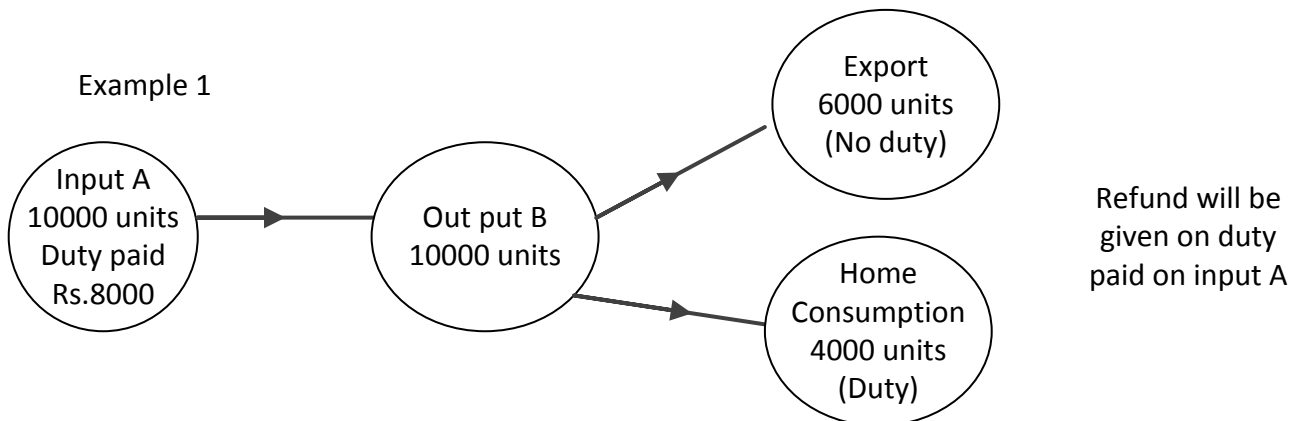 Example 1
Input A
10000 units
Duty paid
Rs.8000
Out put B
10000 units
Export
6000 units
(No duty)
Home
Consumption
4000 units
(Duty)
Refund will be
given on duty
paid on input A